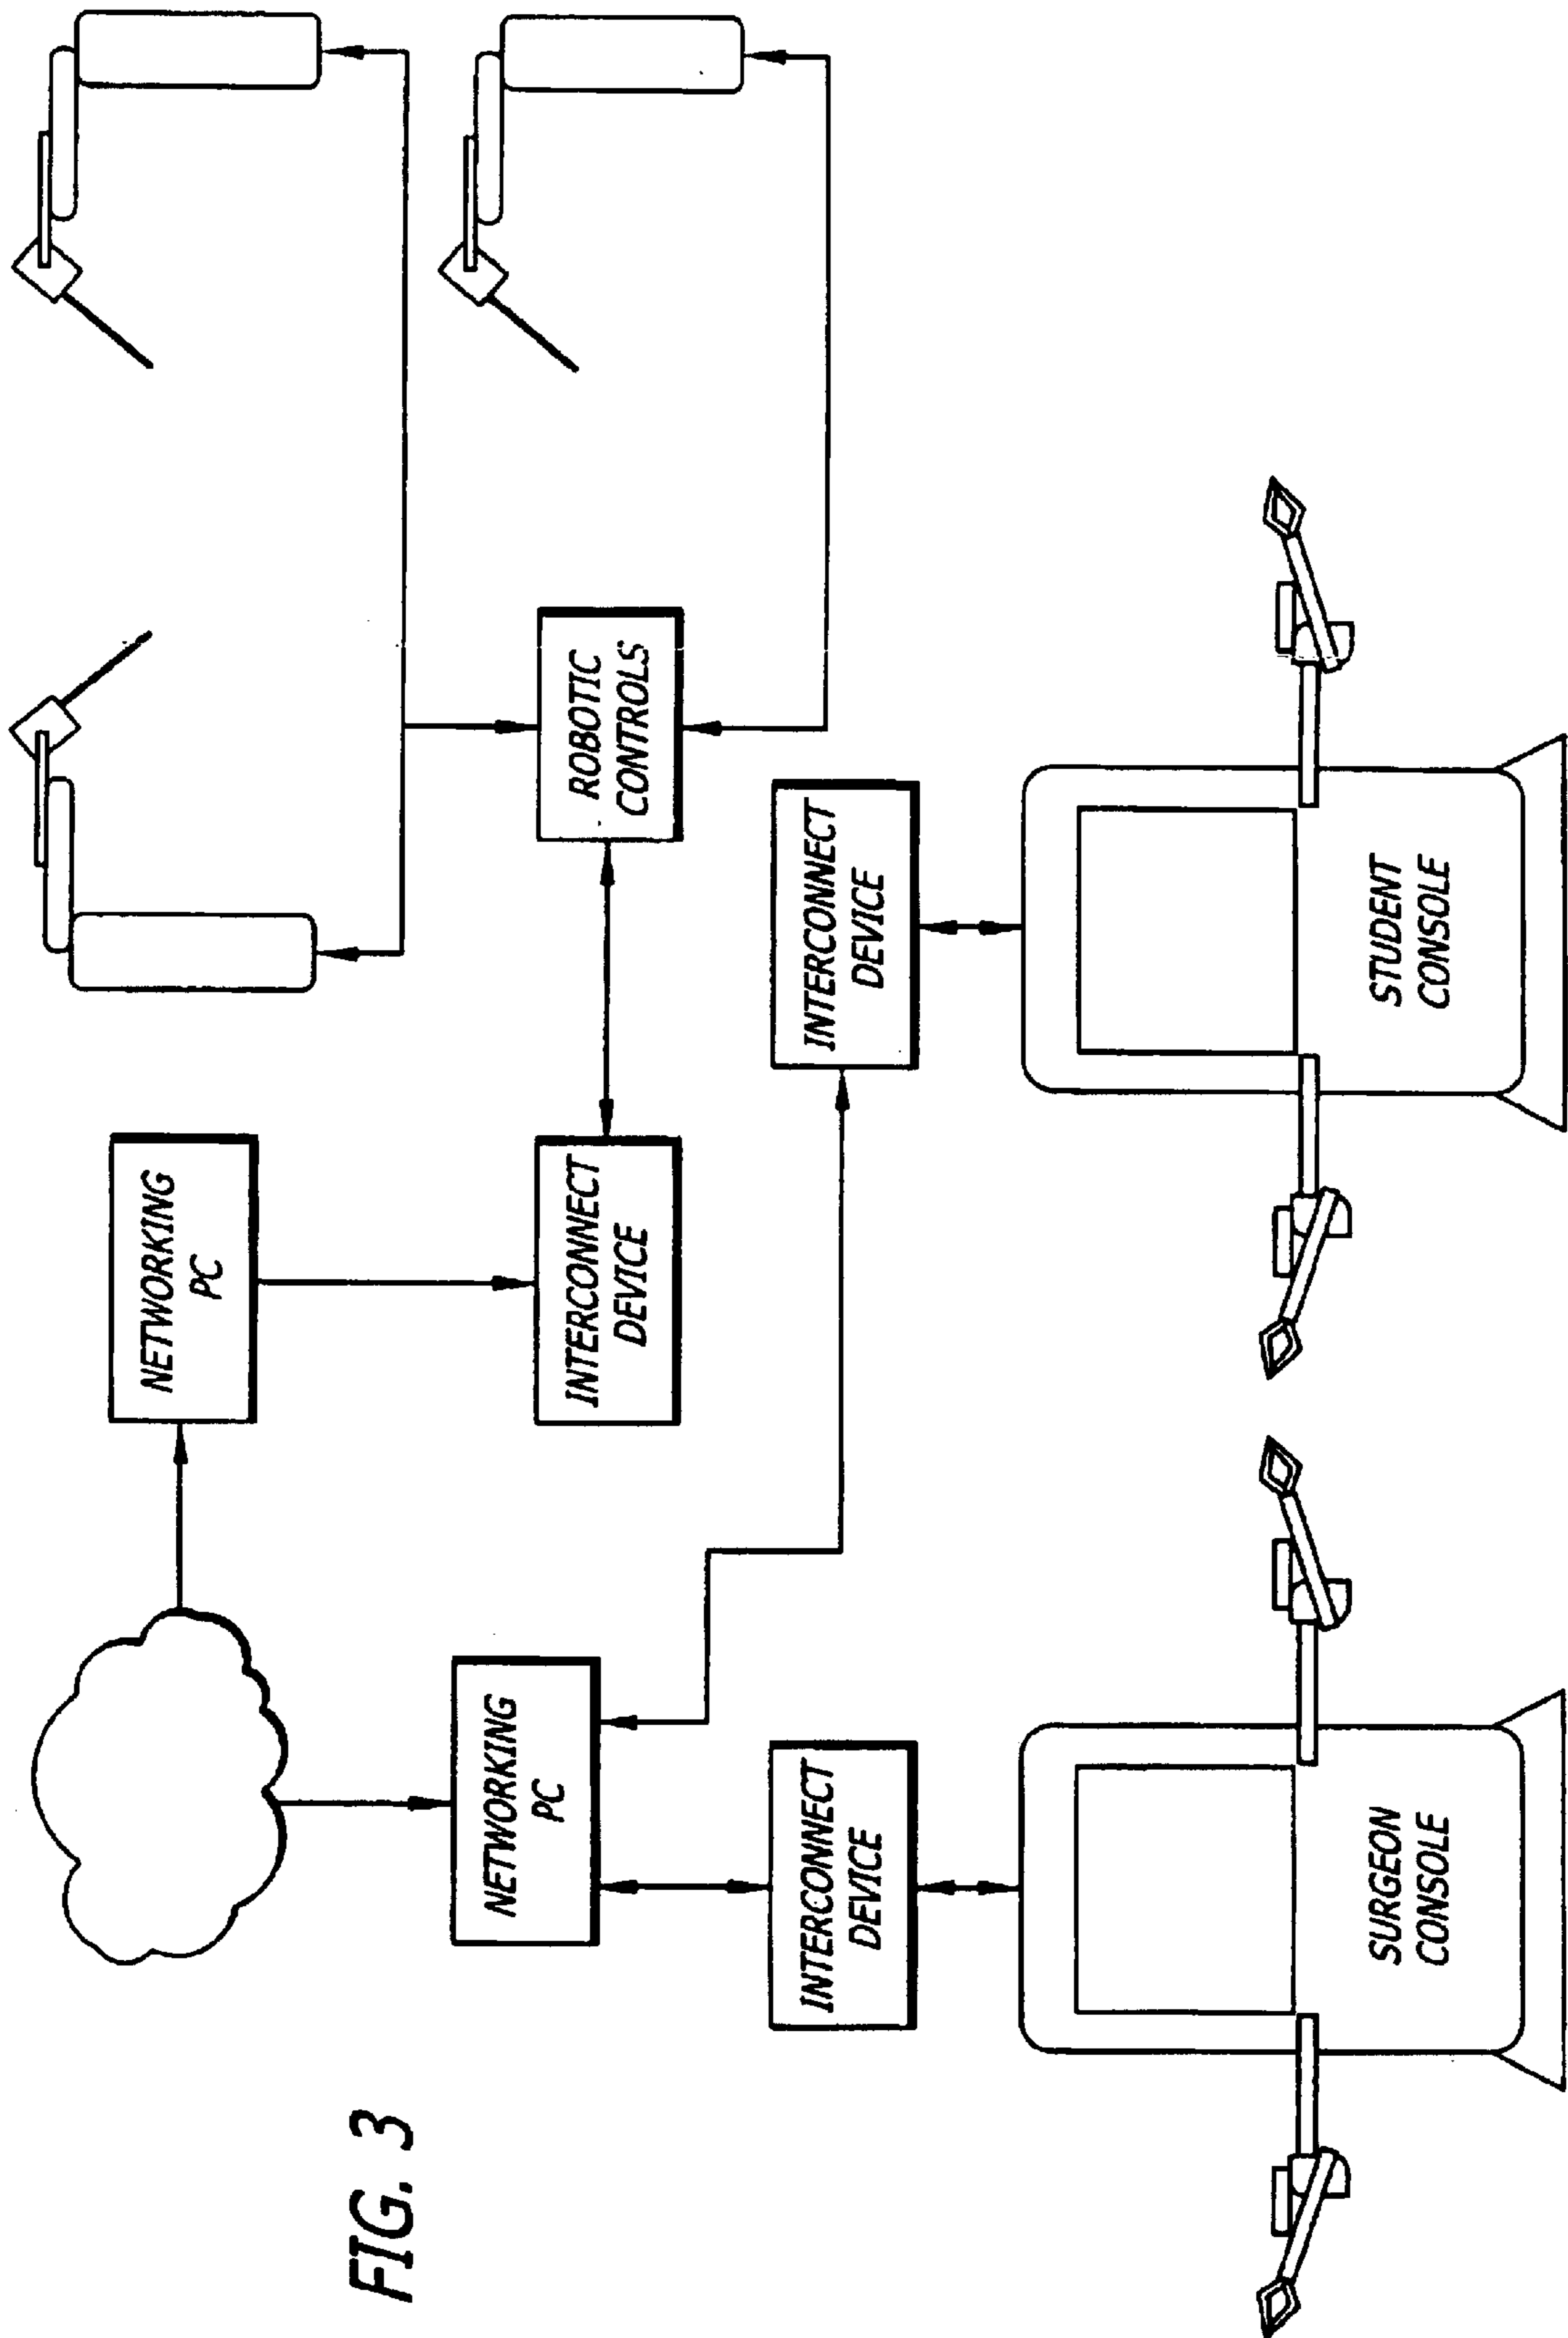 NETWORKING
PC
NETWORKING
PC
INTERCONNECT
DEVICE
ROBOTIC
CONTROLS
INTERCONNECT
DEVICE
INTERCONNECT
DEVICE
SURGEON
CONSOLE
STUDENT
CONSOLE
FIG. 3